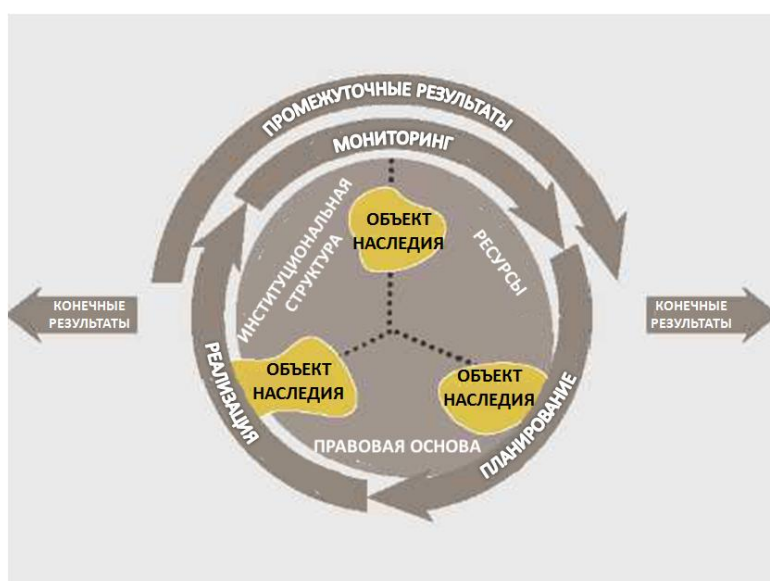 ПРОМЕЖУТОЧНЫЕ РЕЗУЛЬТАТЫ
МОНИТОРИНГ
ИНСТИТУЦИОНАЛЬНАЯ
СТРУКТУРА
ОБЪЕКТ
НАСЛЕДИЯ
РЕСУРСЫ
КОНЕЧНЫЕ
РЕЗУЛЬТАТЫ
КОНЕЧНЫЕ
РЕЗУЛЬТАТЫ
РЕАЛИЗАЦИЯ
ОБЪЕКТ
НАСЛЕДИЯ
ОБЪЕКТ
НАСЛЕДИЯ
ПЛАНИРОВАНИЕ
ПРАВОВАЯ ОСНОВА